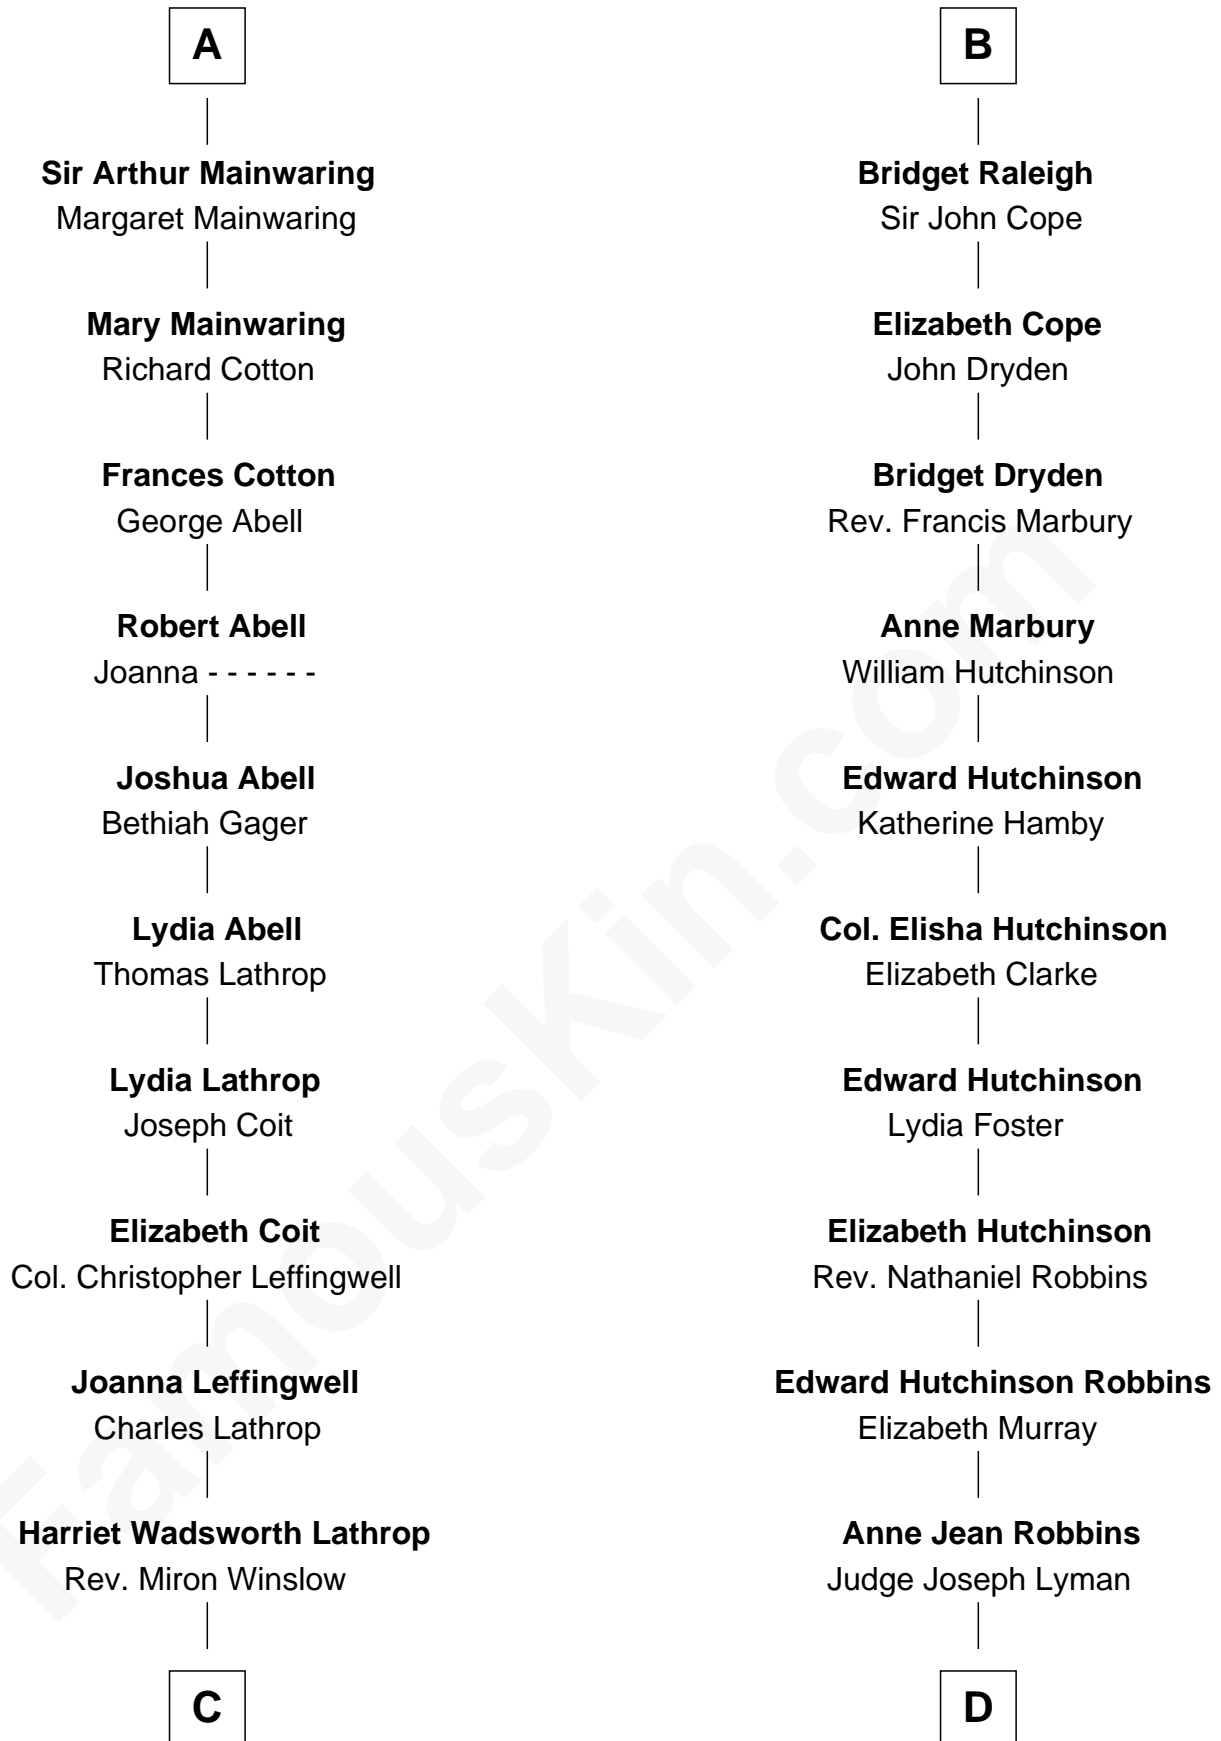 A
Sir Arthur Mainwaring
Margaret Mainwaring
Mary Mainwaring
Richard Cotton
Frances Cotton
George Abell
Robert Abell
Joanna - - - - - -
Joshua Abell
Bethiah Gager
Lydia Abell
Thomas Lathrop
Lydia Lathrop
Joseph Coit
Elizabeth Coit
Col. Christopher Leffingwell
Joanna Leffingwell
Charles Lathrop
Harriet Wadsworth Lathrop
Rev. Miron Winslow
C
B
Bridget Raleigh
Sir John Cope
Elizabeth Cope
John Dryden
Bridget Dryden
Rev. Francis Marbury
Anne Marbury
William Hutchinson
Edward Hutchinson
Katherine Hamby
Col. Elisha Hutchinson
Elizabeth Clarke
Edward Hutchinson
Lydia Foster
Elizabeth Hutchinson
Rev. Nathaniel Robbins
Edward Hutchinson Robbins
Elizabeth Murray
Anne Jean Robbins
Judge Joseph Lyman
D
FamousKin.com